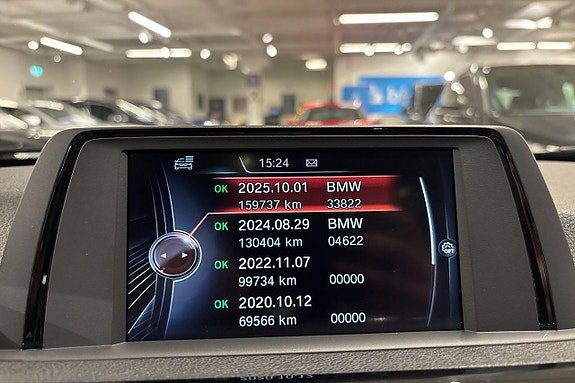 15:24
OK 2025.10.01 BMW
159737 km 33822
OK 2024.08.29 BMW
130404 km 04622
OK 2022.11.07
99734 km 00000
OK 2020.10.12
69566 km 00000
OPT